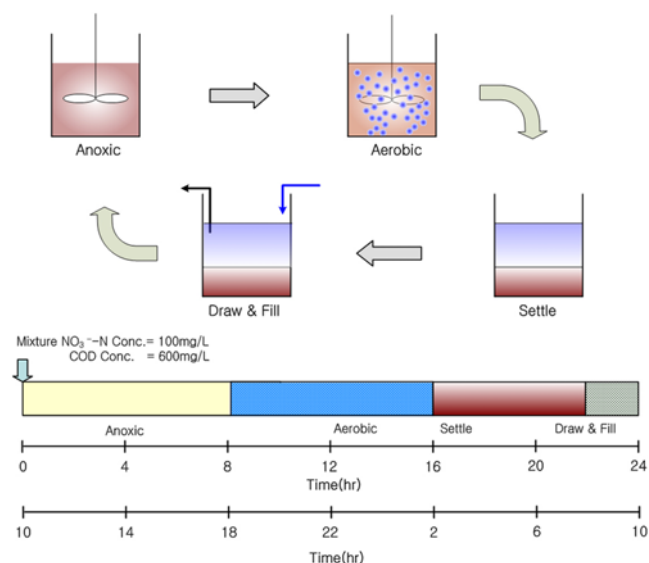 Anoxic
Aerobic
Draw & Fill
Settle
Mixture NO₃⁻-N Conc.= 100mg/L
COD Conc. = 600mg/L
Anoxic Aerobic Settle Draw & Fill
0 4 8 12 16 20 24
Time(hr)
10 14 18 22 2 6 10
Time(hr)